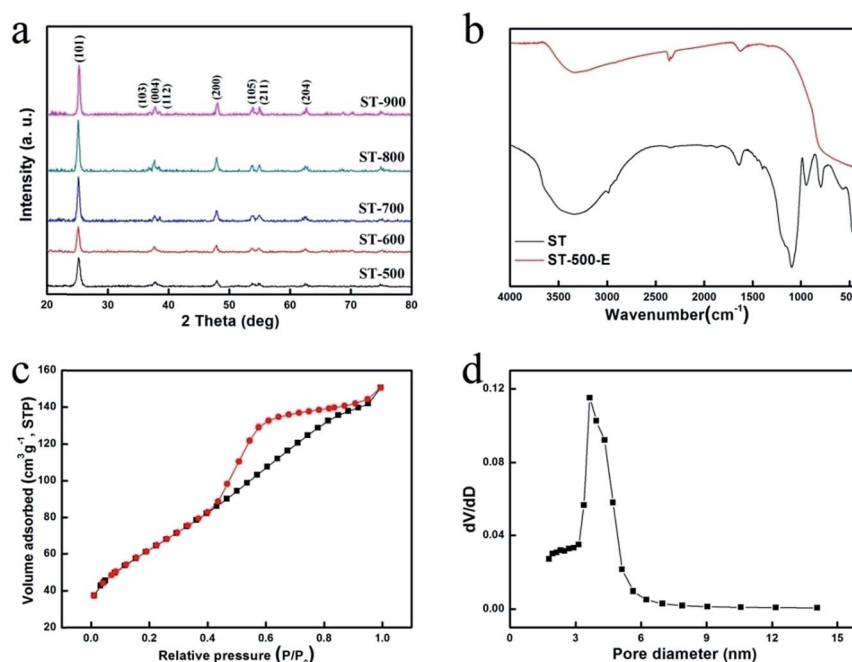 a
Intensity (a. u.)
(101)
(103)
(004)
(112)
(200)
(105)
(211)
(204)
ST-900
ST-800
ST-700
ST-600
ST-500
20 30 40 50 60 70 80
2 Theta (deg)
b
ST
ST-500-E
4000 3500 3000 2500 2000 1500 1000 500
Wavenumber(cm⁻¹)
c
Volume adsorbed (cm³g⁻¹, STP)
160
140
120
100
80
60
40
20
0.0 0.2 0.4 0.6 0.8 1.0
Relative pressure (P/P₀)
d
dV/dD
0.12
0.08
0.04
0.00
0 3 6 9 12 15
Pore diameter (nm)